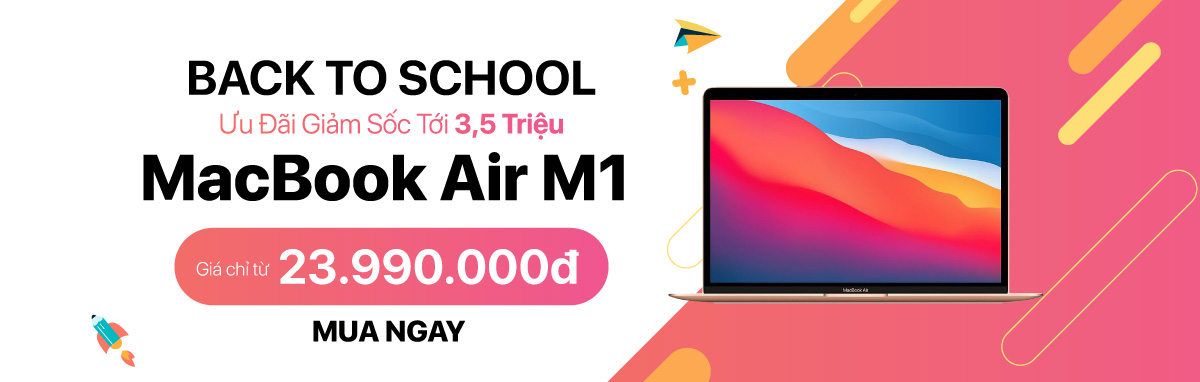 BACK TO SCHOOL
Ưu Đãi Giảm Sốc Tới 3,5 Triệu
MacBook Air M1
Giá chỉ từ 23.990.000đ
MUA NGAY
MacBook Air